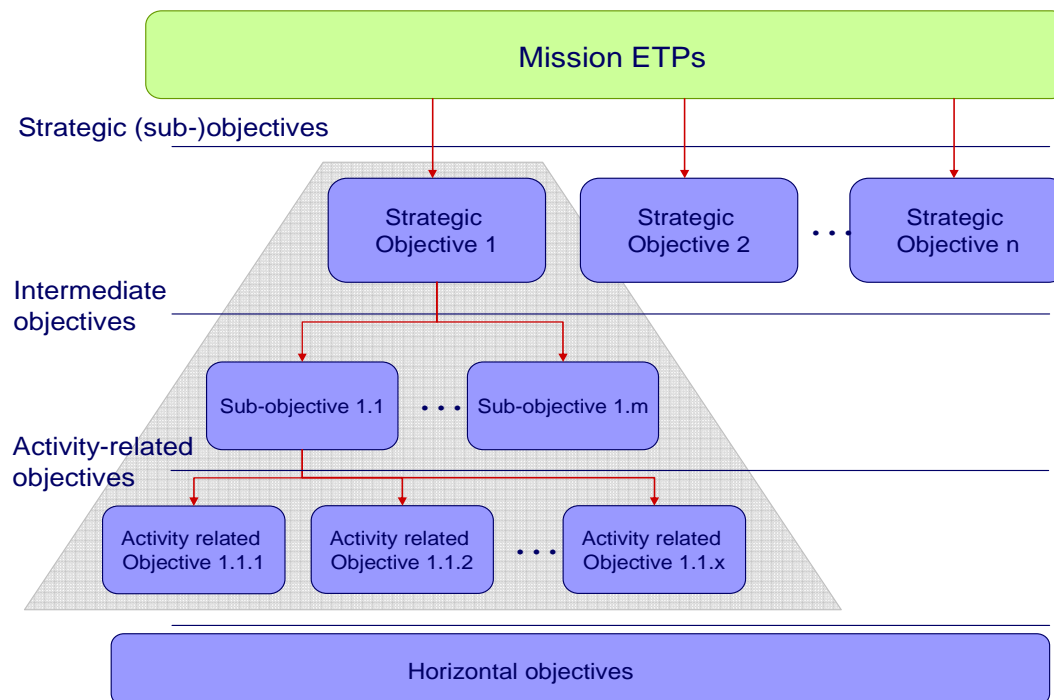 Mission ETPs
Strategic (sub-)objectives
Strategic
Objective 1
Strategic
Objective 2
Strategic
Objective n
Intermediate
objectives
Sub-objective 1.1
Sub-objective 1.m
Activity-related
objectives
Activity related
Objective 1.1.1
Activity related
Objective 1.1.2
Activity related
Objective 1.1.x
Horizontal objectives